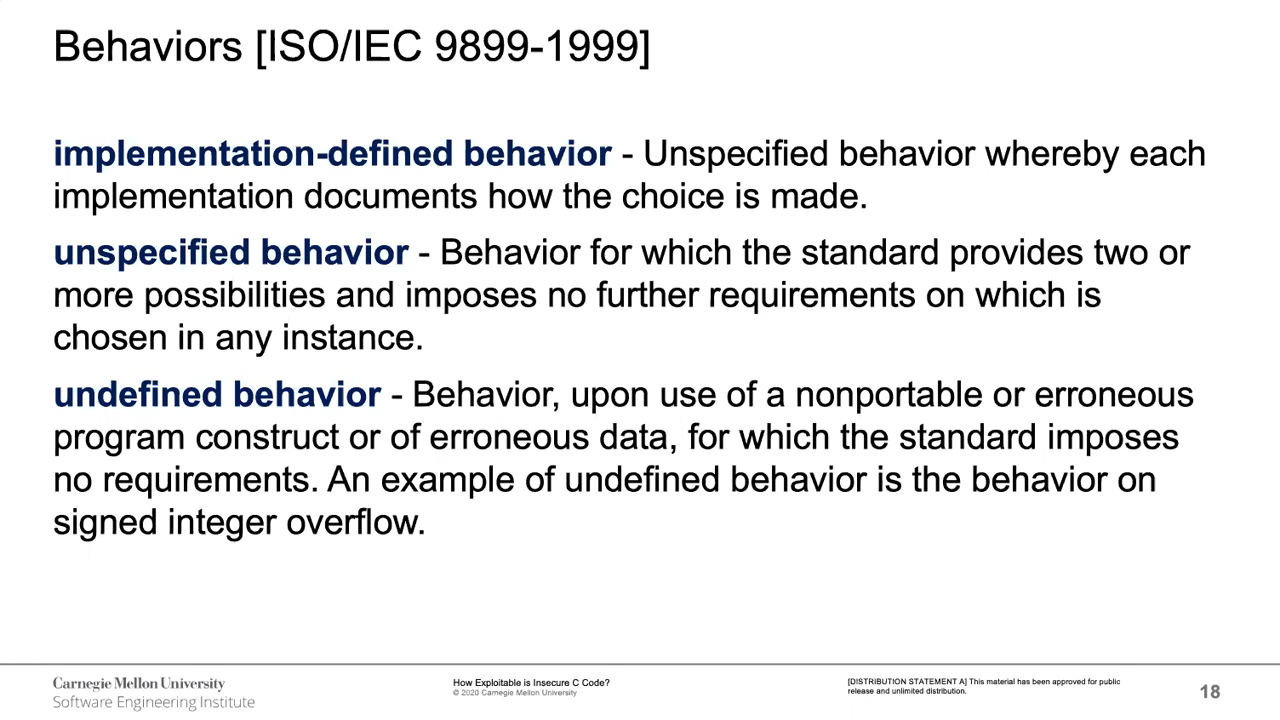 Behaviors [ISO/IEC 9899-1999]
implementation-defined behavior - Unspecified behavior whereby each
implementation documents how the choice is made.
unspecified behavior - Behavior for which the standard provides two or
more possibilities and imposes no further requirements on which is
chosen in any instance.
undefined behavior - Behavior, upon use of a nonportable or erroneous
program construct or of erroneous data, for which the standard imposes
no requirements. An example of undefined behavior is the behavior on
signed integer overflow.
Carnegie Mellon University
Software Engineering Institute
How Exploitable is Insecure C Code?
© 2020 Carnegie Mellon University
[DISTRIBUTION STATEMENT A] This material has been approved for public
release and unlimited distribution.
18